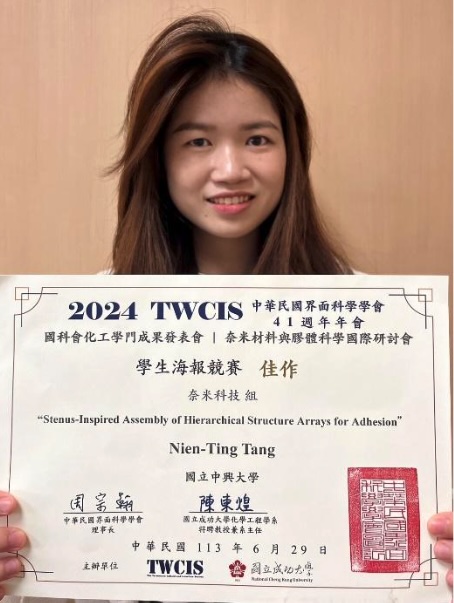 2024 TWCIS 中華民國界面科學學會
41週年年會
國科會化工學門成果發表會 | 奈米材料與膠體科學國際研討會
學生海報競賽 佳作
奈米科技 組
“Stenus-Inspired Assembly of Hierarchical Structure Arrays for Adhesion”
Nien-Ting Tang
國立中興大學
陳東煌
中華民國界面科學學會 國立成功大學化學工程學系
理事長 特聘教授兼系主任
中華民國 113 年 6 月 29 日
主辦單位 TWCIS 國立成功大學
National Cheng Kung University